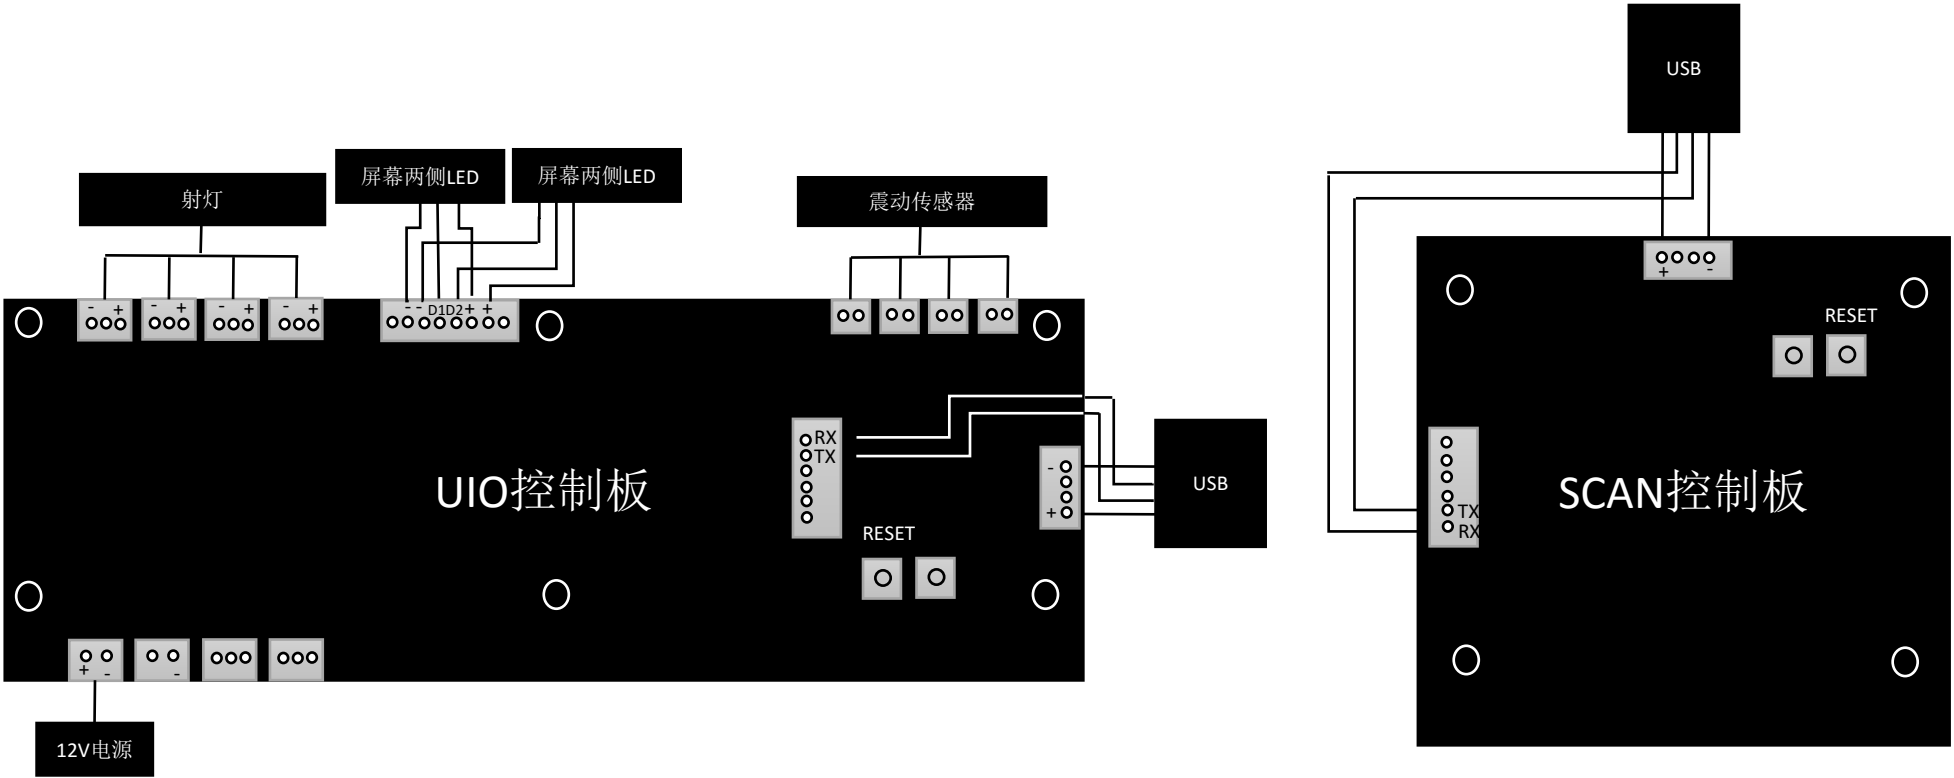 USB
屏幕两侧LED
屏幕两侧LED
射灯
震动传感器
- +
- +
- +
- +
- - D1 D2 + +
+ -
RESET
RX
TX
UIO控制板
-
+
USB
SCAN控制板
TX
RX
RESET
+ -
-
12V电源